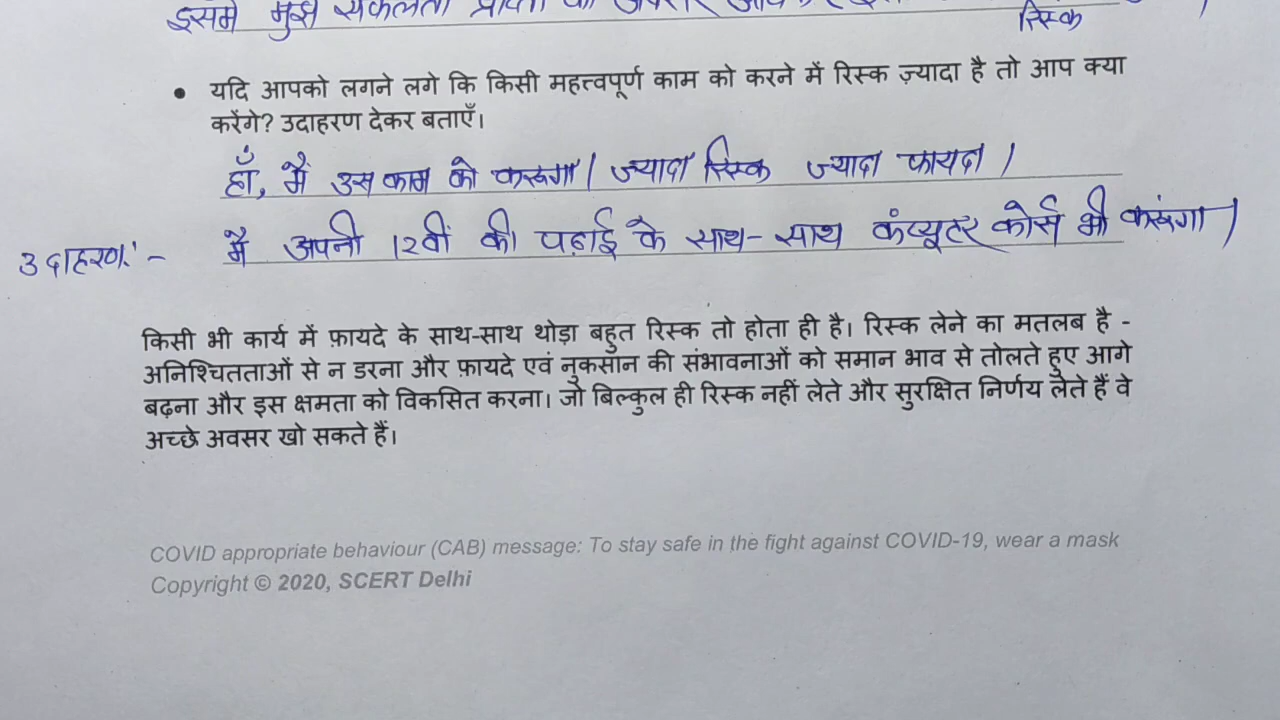 इसमें मुझे सफलता प्राप्ती का अवसर
रिस्क
• यदि आपको लगने लगे कि किसी महत्त्वपूर्ण काम को करने में रिस्क ज़्यादा है तो आप क्या
करेंगे? उदाहरण देकर बताएँ।
हाँ, मैं उस काम को करूंगा। ज्यादा रिस्क ज्यादा फायदा।
उदाहरण:- मै अपनी 12वीं की पढ़ाई के साथ-साथ कंप्यूटर कोर्स भी करूंगा।
किसी भी कार्य में फ़ायदे के साथ-साथ थोड़ा बहुत रिस्क तो होता ही है। रिस्क लेने का मतलब है -
अनिश्चितताओं से न डरना और फ़ायदे एवं नुकसान की संभावनाओं को समान भाव से तोलते हुए आगे
बढ़ना और इस क्षमता को विकसित करना। जो बिल्कुल ही रिस्क नहीं लेते और सुरक्षित निर्णय लेते हैं वे
अच्छे अवसर खो सकते हैं।
COVID appropriate behaviour (CAB) message: To stay safe in the fight against COVID-19, wear a mask
Copyright © 2020, SCERT Delhi